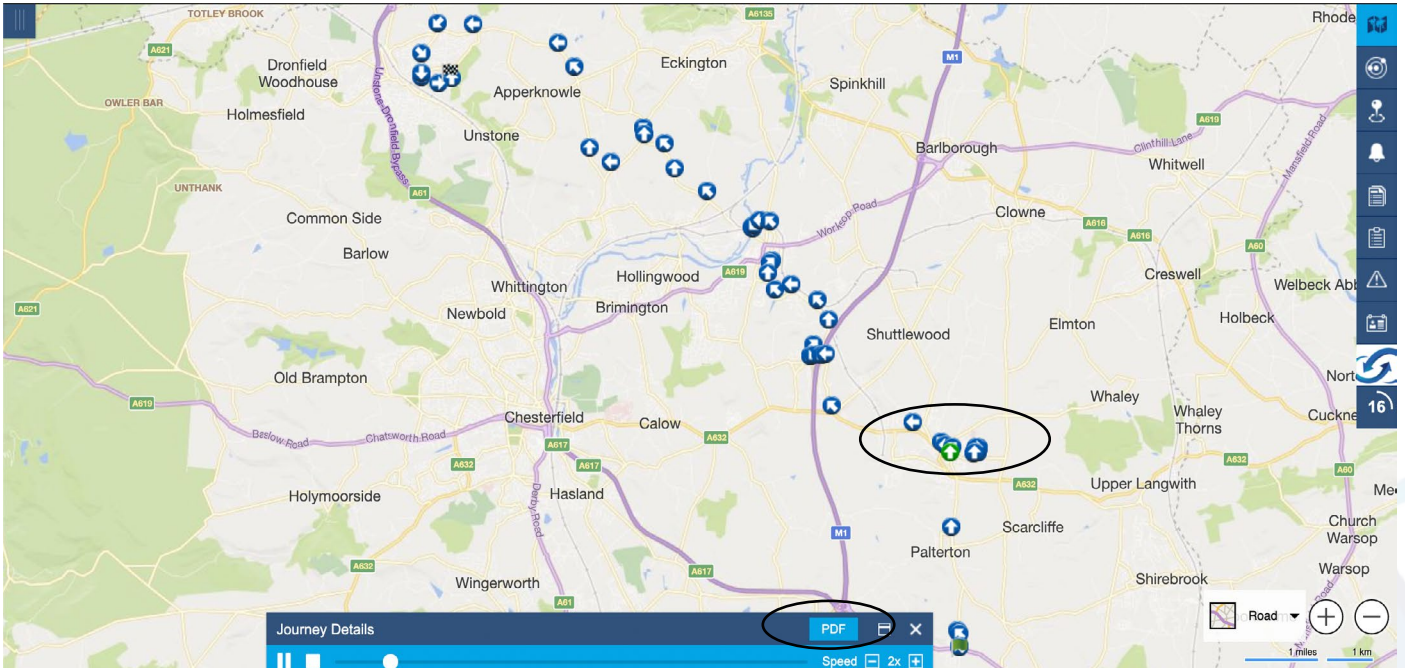 TOTLEY BROOK
A6135
Rhode
A621
Dronfield
Woodhouse
Eckington
M1
Spinkhill
OWLER BAR
Holmesfield
Unstone-Dronfield Bypass
Apperknowle
A619
Clinthill Lane
Mansfield Road
Unstone
Barlborough
Whitwell
UNTHANK
A61
Common Side
Worksop Road
Clowne
A616
A616
A60
Barlow
Hollingwood
A619
Creswell
Welbeck Abb
Whittington
A621
Newbold
Brimington
Shuttlewood
Elmton
Holbeck
Old Brampton
Nort
A619
Whaley
16
Chesterfield
Calow
Whaley
Thorns
Cuckne
Baslow Road
Chatsworth Road
A617
A632
A632
A617
A632
A60
Holymoorside
Hasland
A632
Upper Langwith
Me
Derby Road
M1
Scarcliffe
Church
Warsop
Palterton
A632
A617
Warsop
Wingerworth
Shirebrook
A61
Road
Journey Details
PDF
1 miles
1 km
Speed
2x